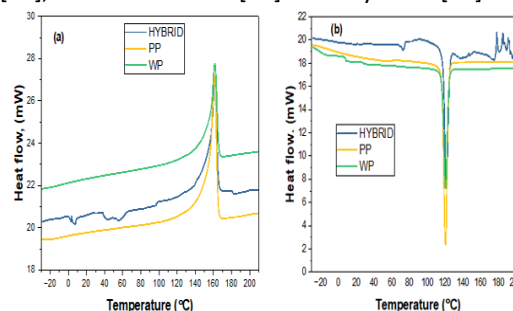 (a)
HYBRID
PP
WP
Heat flow, (mW)
30
28
26
24
22
20
18
-20 0 20 40 60 80 100 120 140 160 180 200
Temperature (°C)
(b)
HYBRID
PP
WP
Heat flow. (mW)
22
20
18
16
14
12
10
8
6
4
2
0
-20 0 20 40 60 80 100 120 140 160 180 200
Temperature (°C)